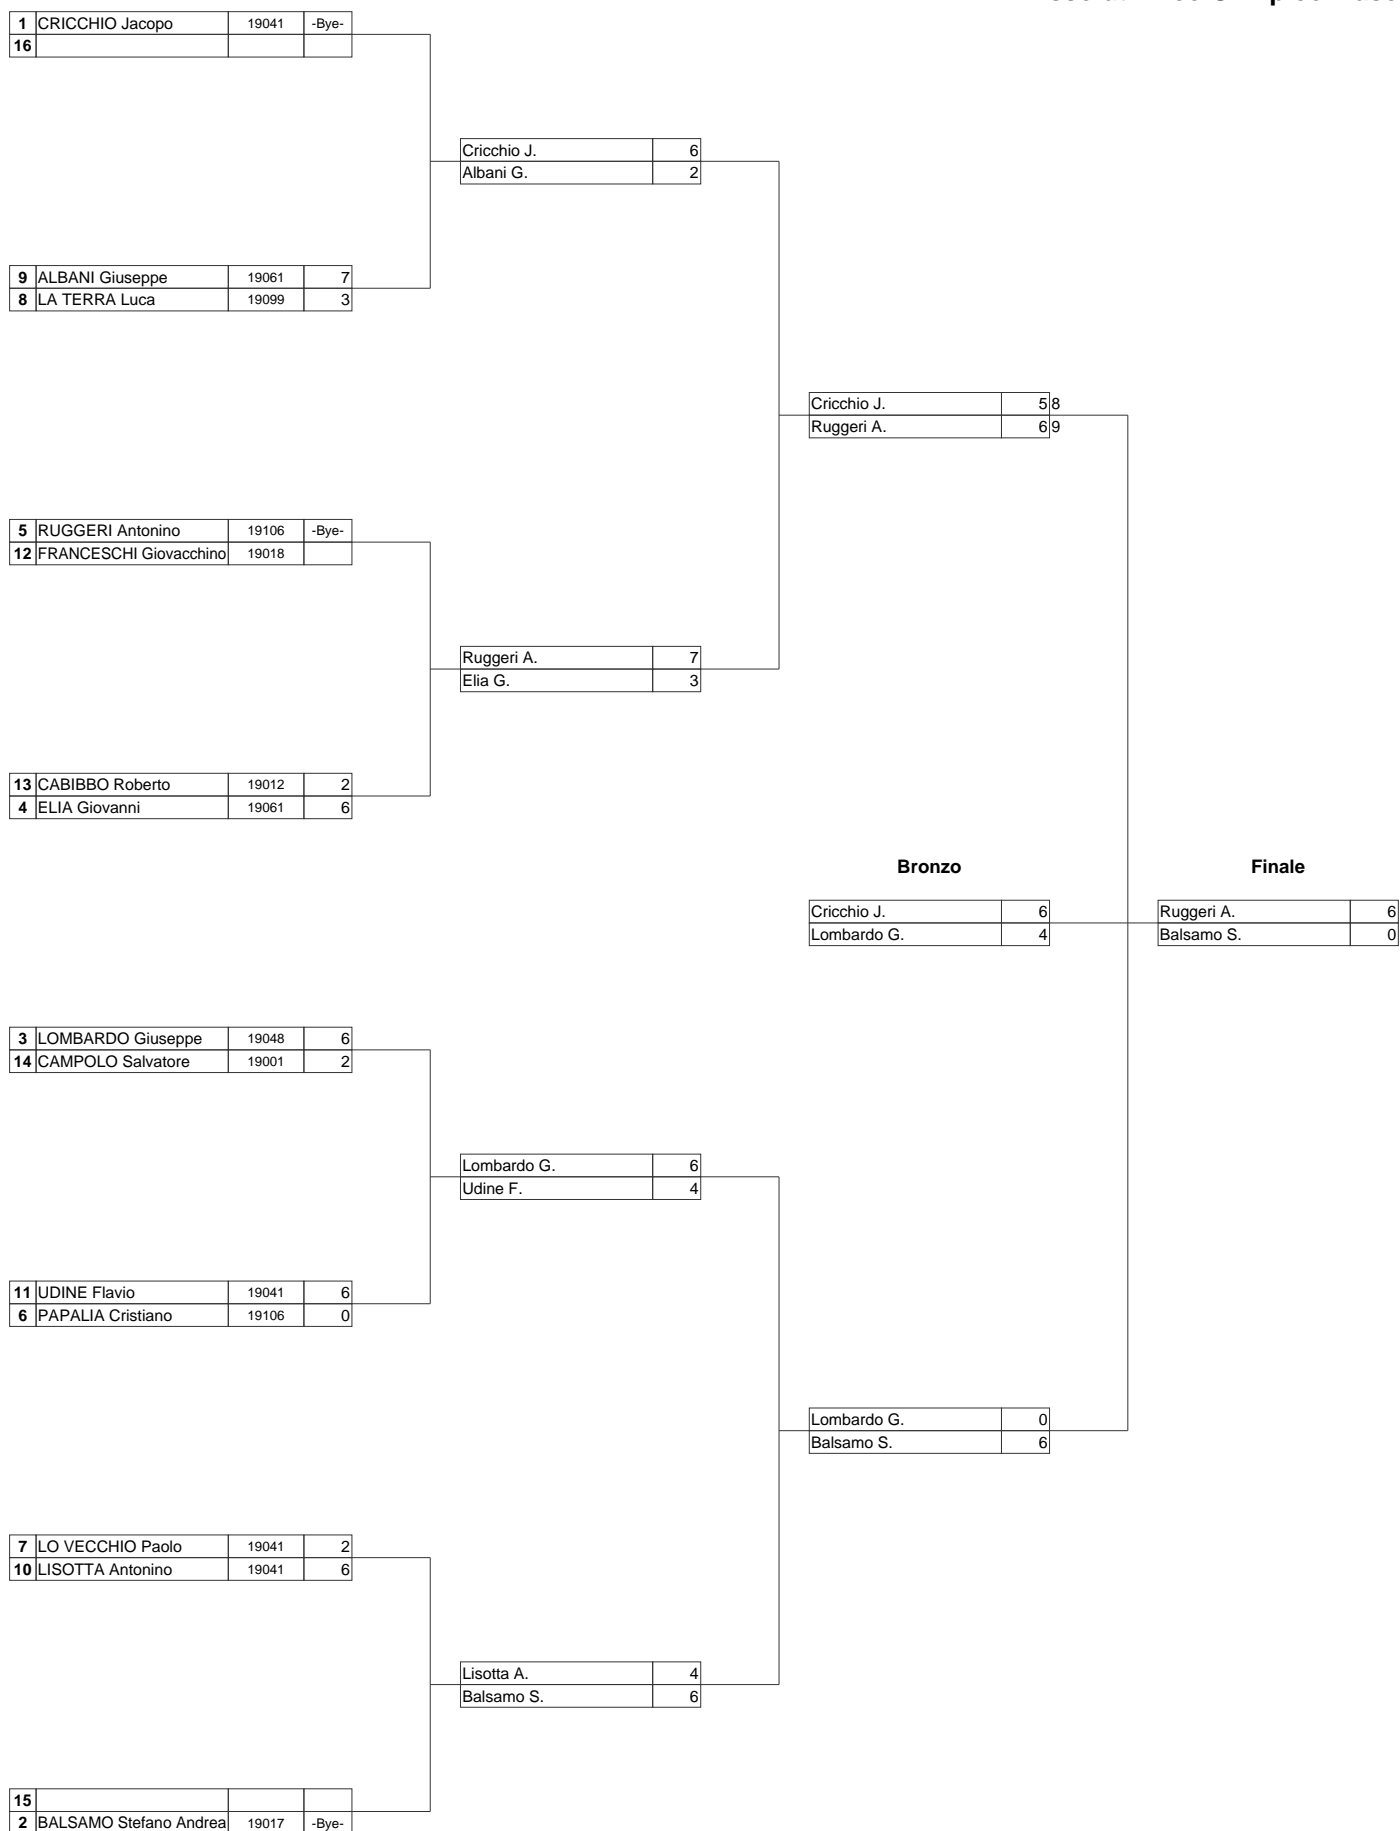 1 CRICCHIO Jacopo 19041 -Bye-
16
Cricchio J. 6
Albani G. 2
9 ALBANI Giuseppe 19061 7
8 LA TERRA Luca 19099 3
Cricchio J. 5 8
Ruggeri A. 6 9
5 RUGGERI Antonino 19106 -Bye-
12 FRANCESCHI Giovacchino 19018
Ruggeri A. 7
Elia G. 3
13 CABIBBO Roberto 19012 2
4 ELIA Giovanni 19061 6
Bronzo Finale
Cricchio J. 6 Ruggeri A. 6
Lombardo G. 4 Balsamo S. 0
3 LOMBARDO Giuseppe 19048 6
14 CAMPOLO Salvatore 19001 2
Lombardo G. 6
Udine F. 4
11 UDINE Flavio 19041 6
6 PAPALIA Cristiano 19106 0
Lombardo G. 0
Balsamo S. 6
7 LO VECCHIO Paolo 19041 2
10 LISOTTA Antonino 19041 6
Lisotta A. 4
Balsamo S. 6
15
2 BALSAMO Stefano Andrea 19017 -Bye-